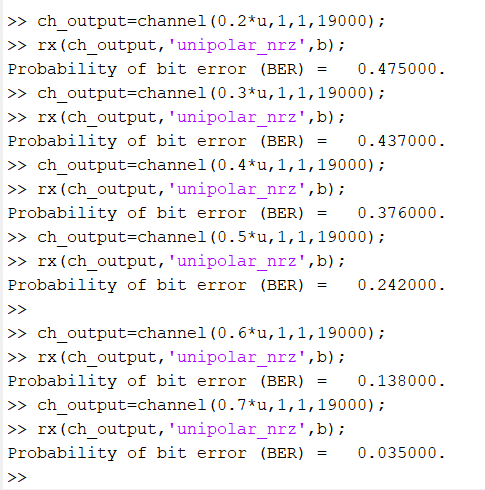 >> ch_output=channel(0.2*u,1,1,19000);
>> rx(ch_output,'unipolar_nrz',b);
Probability of bit error (BER) =   0.475000.
>> ch_output=channel(0.3*u,1,1,19000);
>> rx(ch_output,'unipolar_nrz',b);
Probability of bit error (BER) =   0.437000.
>> ch_output=channel(0.4*u,1,1,19000);
>> rx(ch_output,'unipolar_nrz',b);
Probability of bit error (BER) =   0.376000.
>> ch_output=channel(0.5*u,1,1,19000);
>> rx(ch_output,'unipolar_nrz',b);
Probability of bit error (BER) =   0.242000.
>>
>> ch_output=channel(0.6*u,1,1,19000);
>> rx(ch_output,'unipolar_nrz',b);
Probability of bit error (BER) =   0.138000.
>> ch_output=channel(0.7*u,1,1,19000);
>> rx(ch_output,'unipolar_nrz',b);
Probability of bit error (BER) =   0.035000.
>>